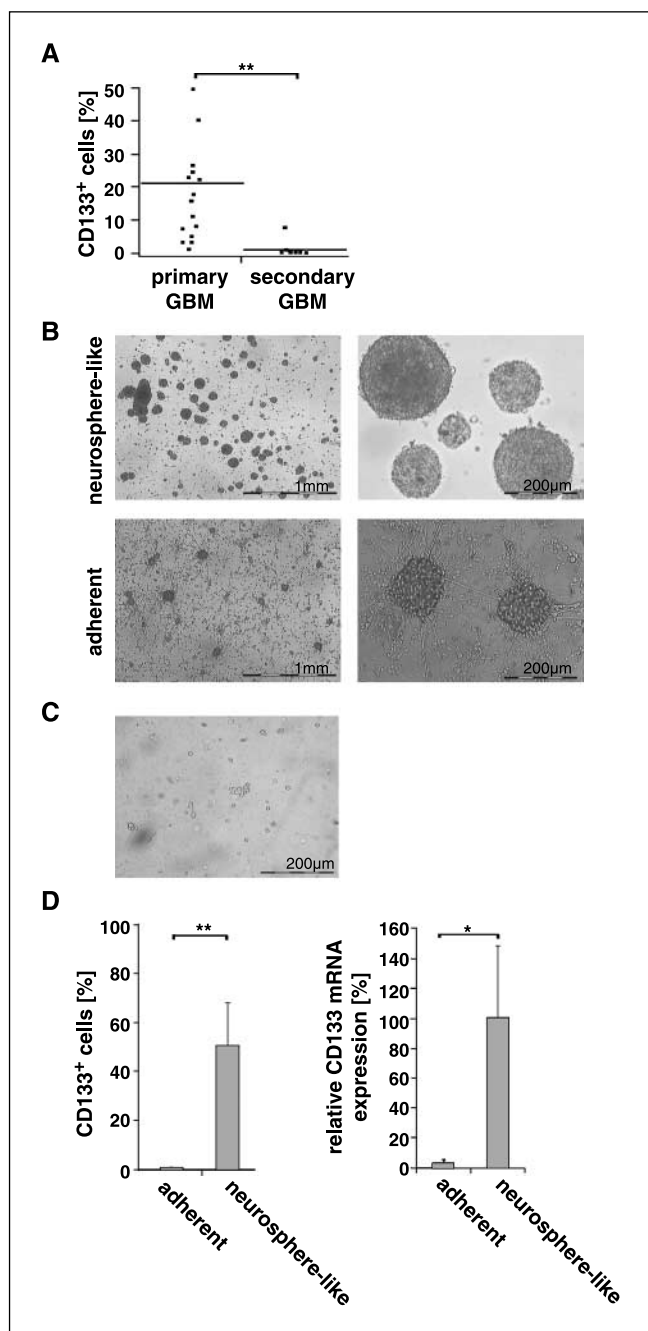 A
**
CD133+ cells [%]
50
40
30
20
10
0
primary
GBM
secondary
GBM
B
neurosphere-like
1mm
200µm
adherent
1mm
200µm
C
200µm
D
CD133+ cells [%]
100
80
60
40
20
0
**
adherent
neurosphere-like
relative CD133 mRNA
expression [%]
160
140
120
100
80
60
40
20
0
*
adherent
neurosphere-like